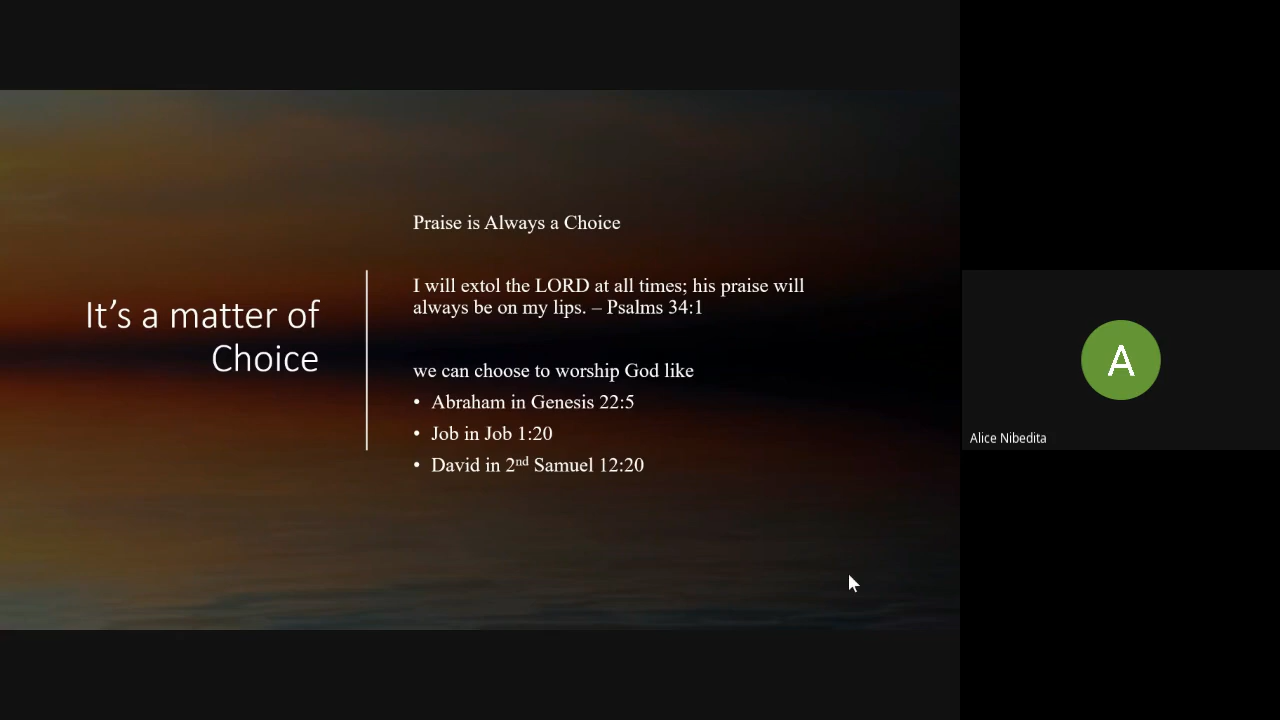 It’s a matter of
Choice
Praise is Always a Choice
I will extol the LORD at all times; his praise will
always be on my lips. – Psalms 34:1
we can choose to worship God like
• Abraham in Genesis 22:5
• Job in Job 1:20
• David in 2nd Samuel 12:20
A
Alice Nibedita